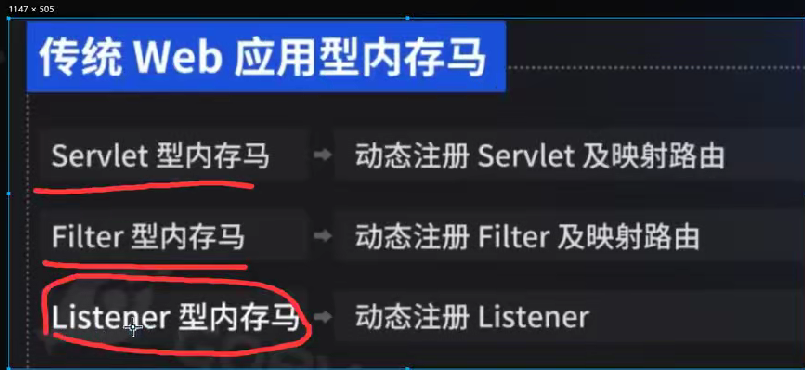 1147 × 505
传统 Web 应用型内存马
Servlet 型内存马 ➡ 动态注册 Servlet 及映射路由
Filter 型内存马 ➡ 动态注册 Filter 及映射路由
Listener 型内存马 ➡ 动态注册 Listener